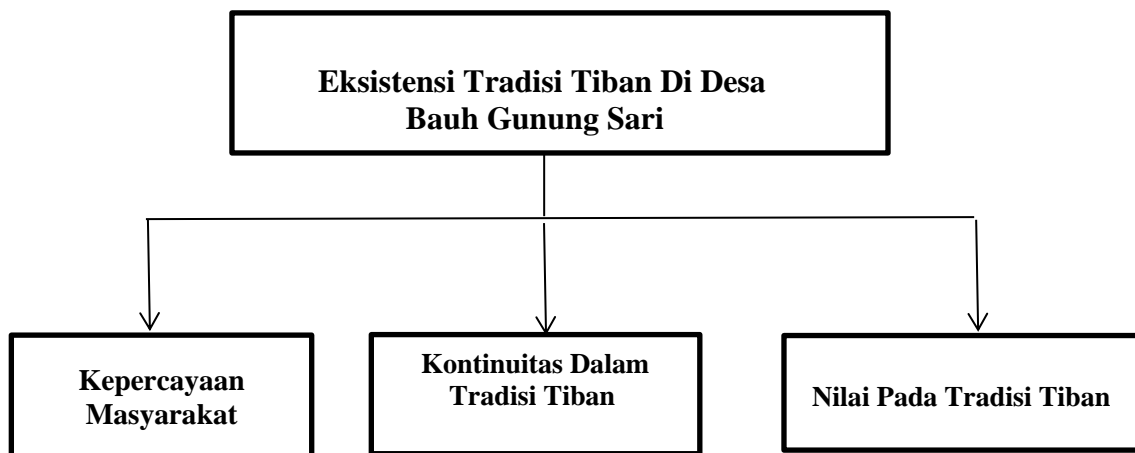 Eksistensi Tradisi Tiban Di Desa
Bauh Gunung Sari
Kepercayaan
Masyarakat
Kontinuitas Dalam
Tradisi Tiban
Nilai Pada Tradisi Tiban